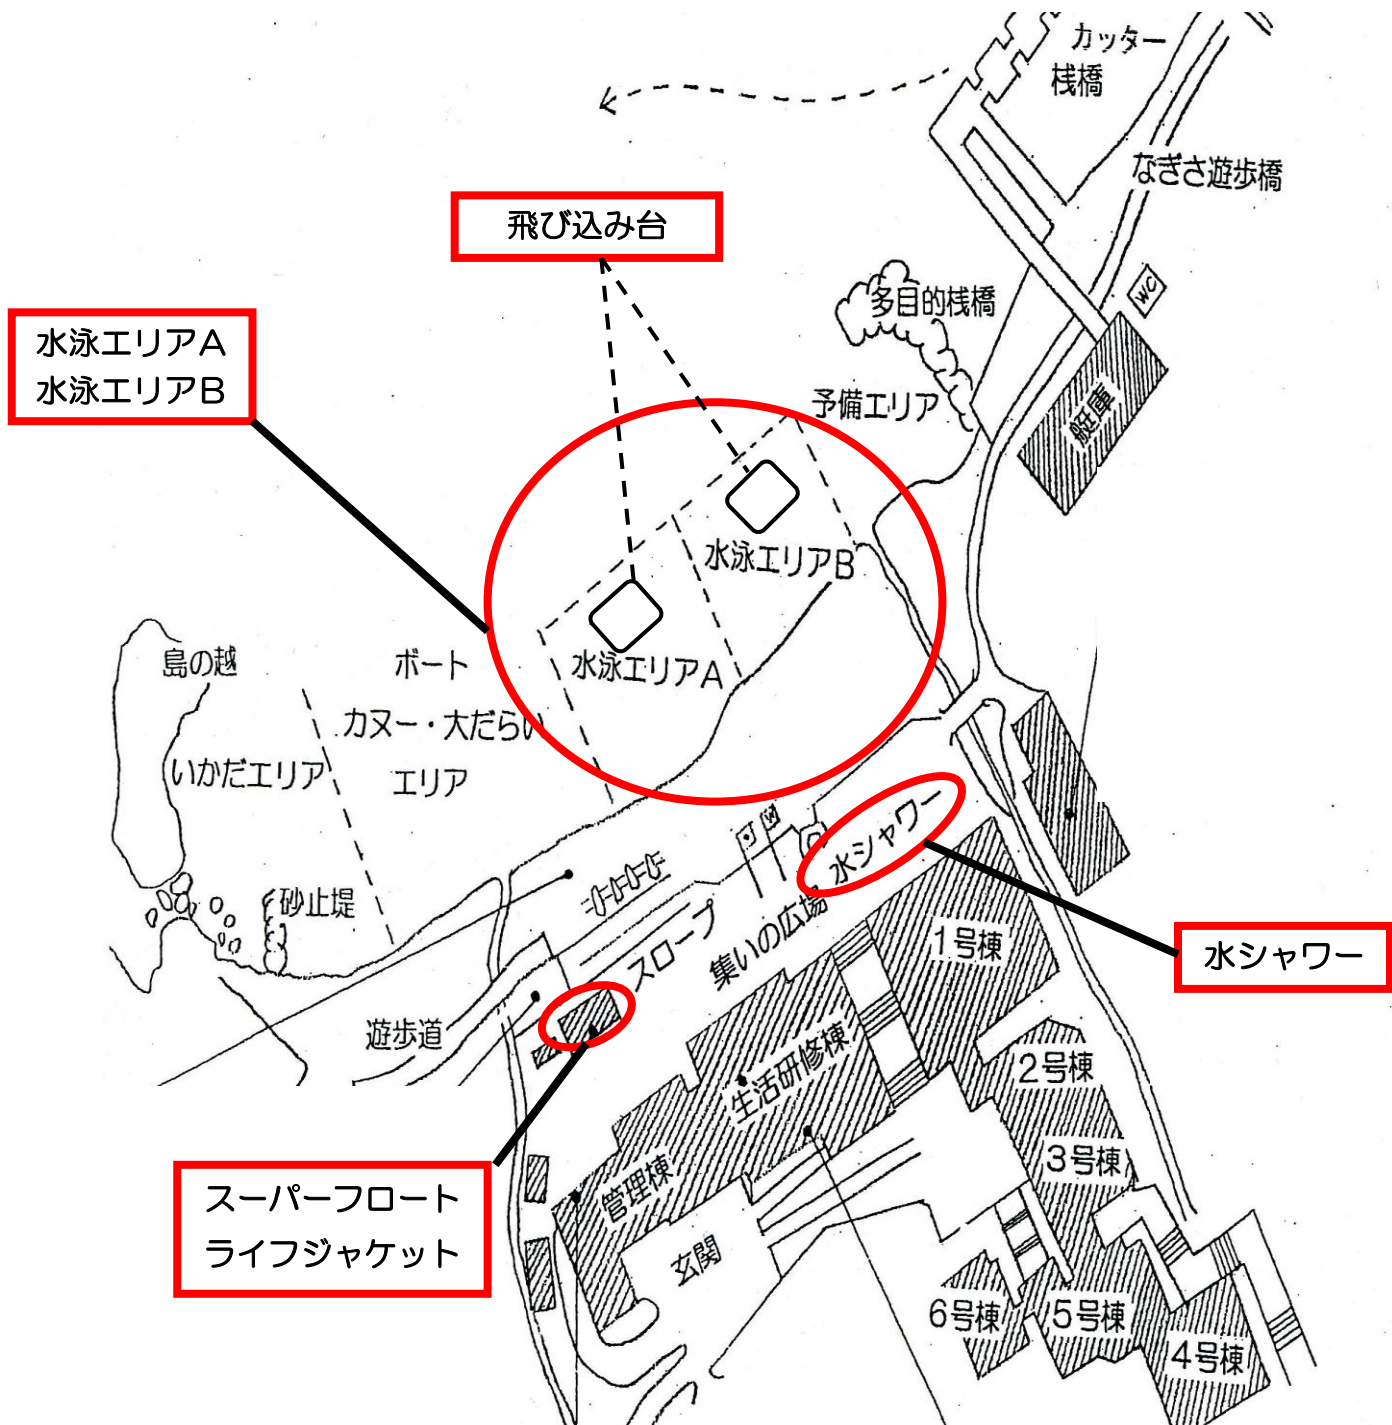 カッター
桟橋
なぎさ遊歩橋
飛び込み台
WC
多目的桟橋
水泳エリアA
水泳エリアB
予備エリア
艇庫
水泳エリアB
水泳エリアA
島の越
ボート
カヌー・大だらい
エリア
いかだエリア
水シャワー
砂止堤
スロープ
集いの広場
1号棟
水シャワー
遊歩道
生活研修棟
2号棟
3号棟
スーパーフロート
ライフジャケット
管理棟
玄関
6号棟
5号棟
4号棟